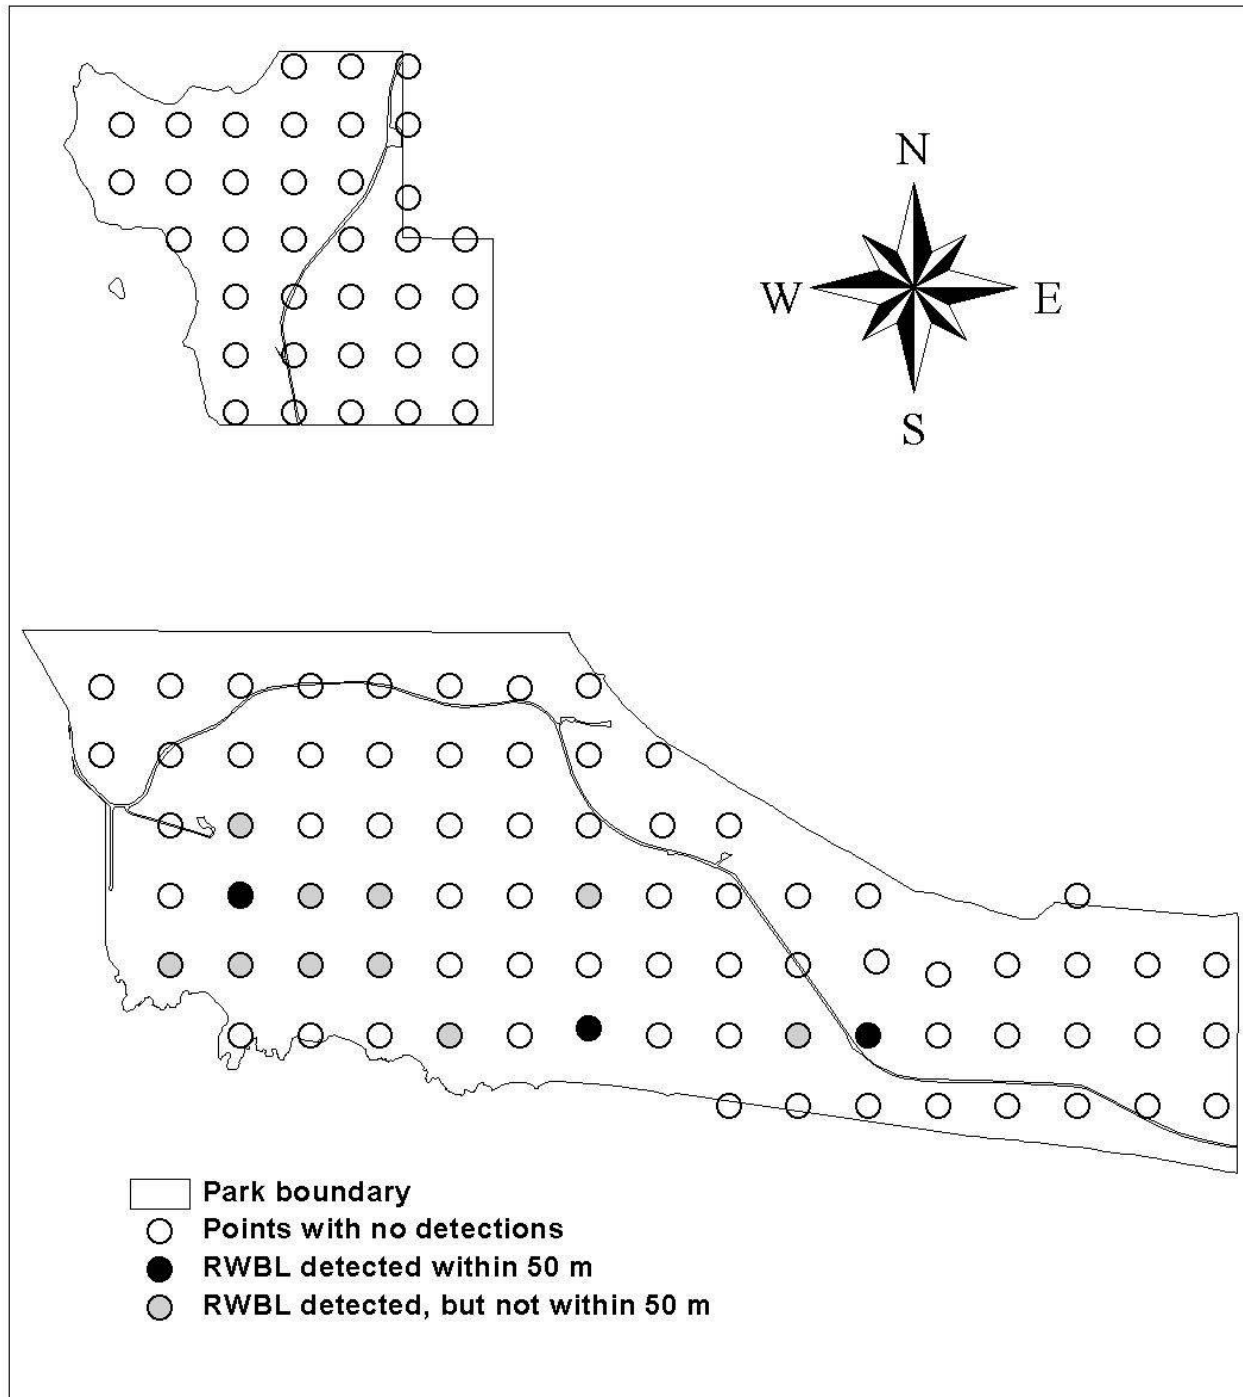 N
W E
S
Park boundary
Points with no detections
RWBL detected within 50 m
RWBL detected, but not within 50 m